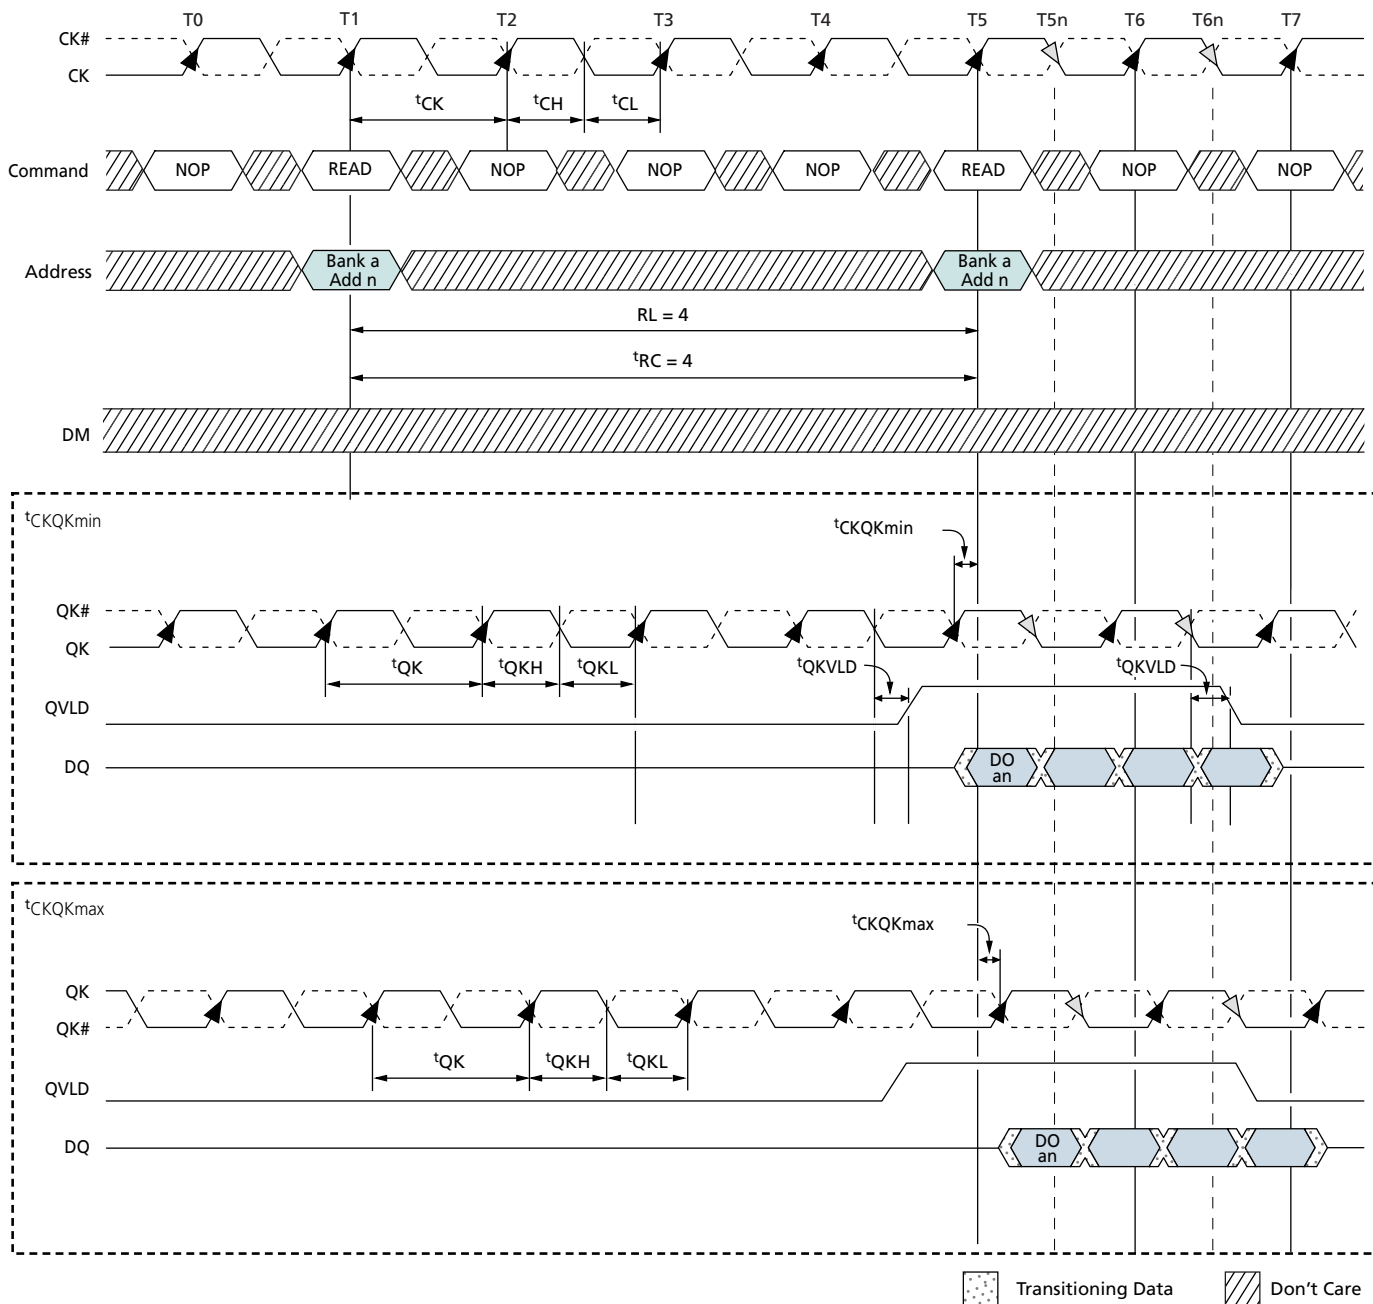 T0 T1 T2 T3 T4 T5 T5n T6 T6n T7
CK#
CK
tCK tCH tCL
Command NOP READ NOP NOP NOP READ NOP NOP
Address Bank a Bank a
Add n Add n
RL = 4
tRC = 4
DM
tCKQKmin
tCKQKmin
QK#
QK
tQK tQKH tQKL tQKVLD tQKVLD
QVLD
DQ DO
an
tCKQKmax
tCKQKmax
QK
QK#
tQK tQKH tQKL
QVLD
DQ DO
an
Transitioning Data Don't Care